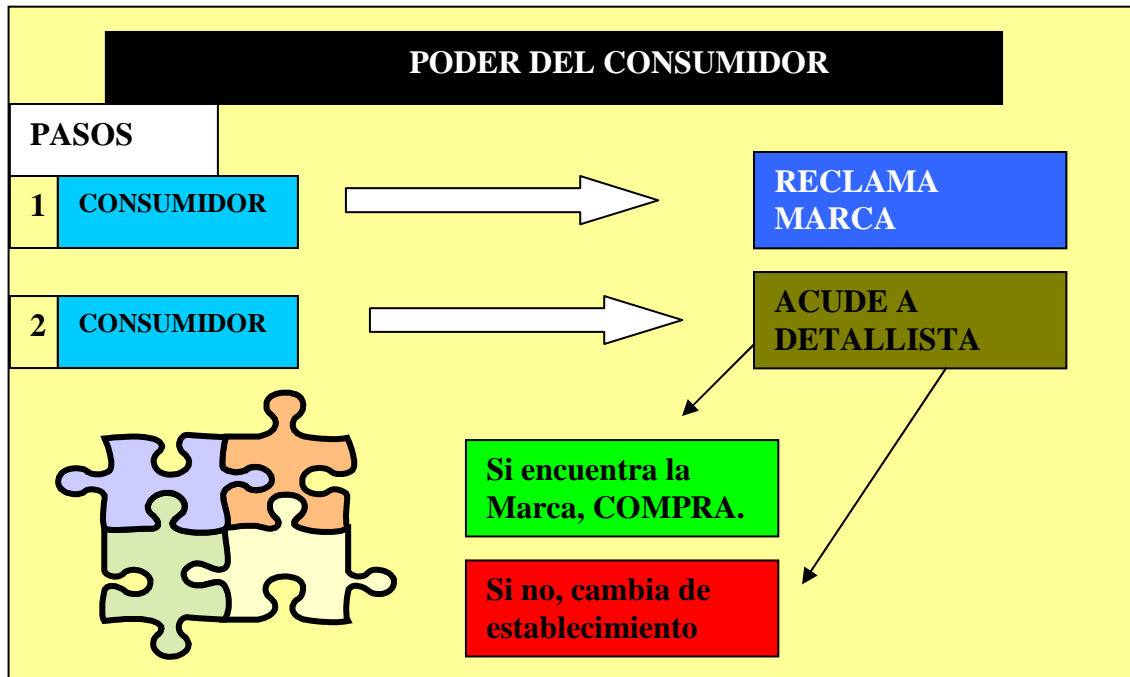 PODER DEL CONSUMIDOR
PASOS
1 CONSUMIDOR
RECLAMA
MARCA
2 CONSUMIDOR
ACUDE A
DETALLISTA
Si encuentra la
Marca, COMPRA.
Si no, cambia de
establecimiento